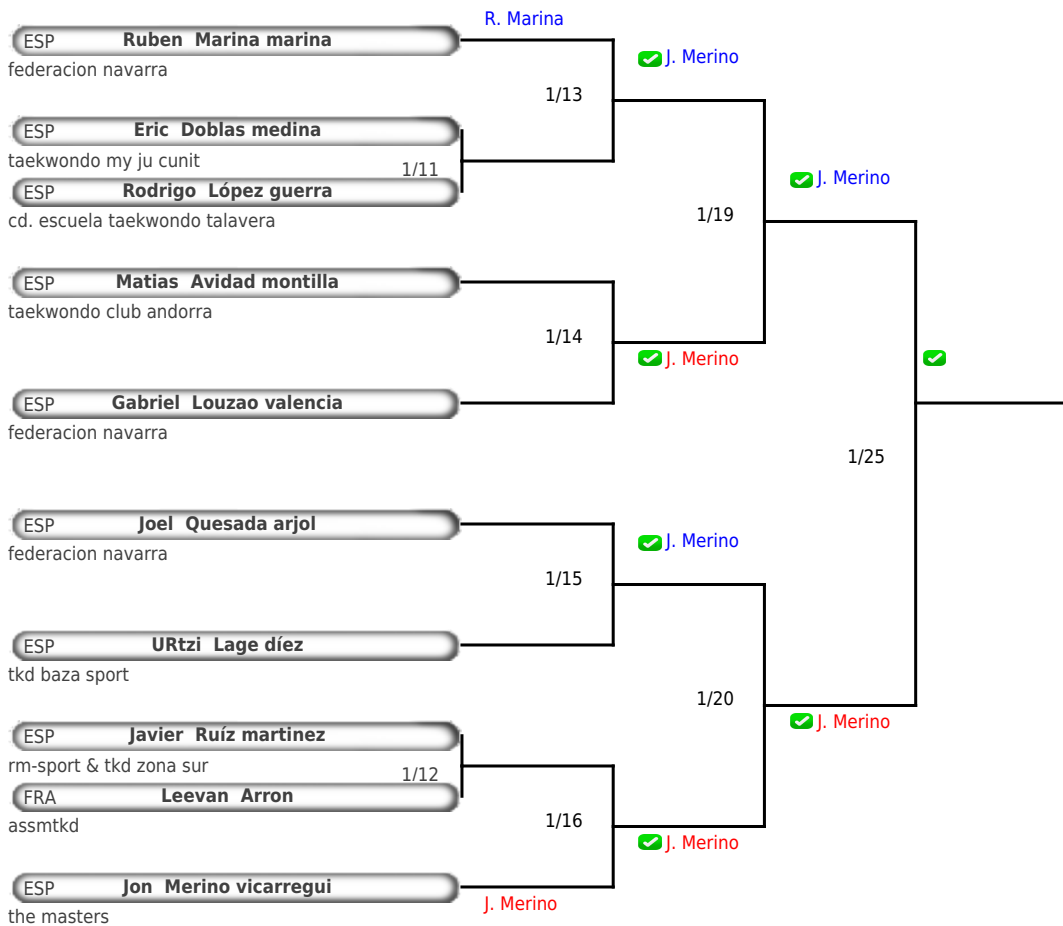 R. Marina
ESP Ruben Marina marina
federacion navarra
J. Merino
1/13
ESP Eric Doblas medina
taekwondo my ju cunit
1/11
ESP Rodrigo López guerra
cd. escuela taekwondo talavera
J. Merino
1/19
ESP Matias Avidad montilla
taekwondo club andorra
1/14
J. Merino
ESP Gabriel Louzao valencia
federacion navarra
1/25
ESP Joel Quesada arjol
federacion navarra
J. Merino
1/15
ESP URtzi Lage díez
tkd baza sport
1/20
J. Merino
ESP Javier Ruíz martinez
rm-sport & tkd zona sur
1/12
FRA Leevan Arron
assmtkd
1/16
J. Merino
ESP Jon Merino vicarregui
J. Merino
the masters